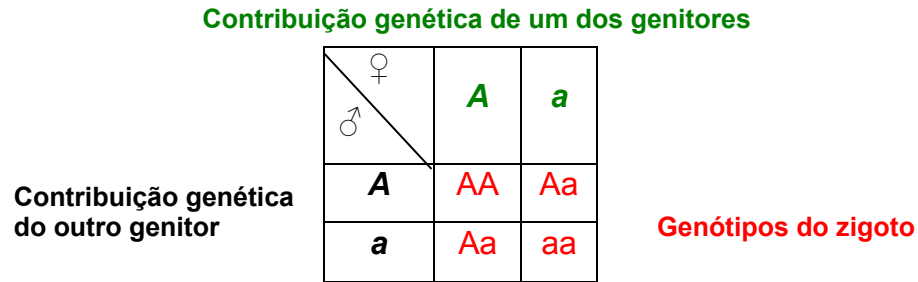 Contribuição genética de um dos genitores
♀
♂
A a
Contribuição genética
do outro genitor
A AA Aa
a Aa aa
Genótipos do zigoto